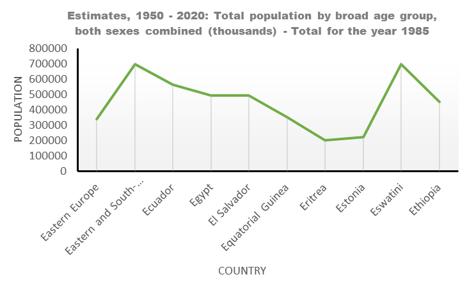 Estimates, 1950 - 2020: Total population by broad age group,
both sexes combined (thousands) - Total for the year 1985
800000
700000
600000
500000
400000
300000
200000
100000
0
POPULATION
Eastern Europe
Eastern and South-...
Ecuador
Egypt
El Salvador
Equatorial Guinea
Eritrea
Estonia
Eswatini
Ethiopia
COUNTRY